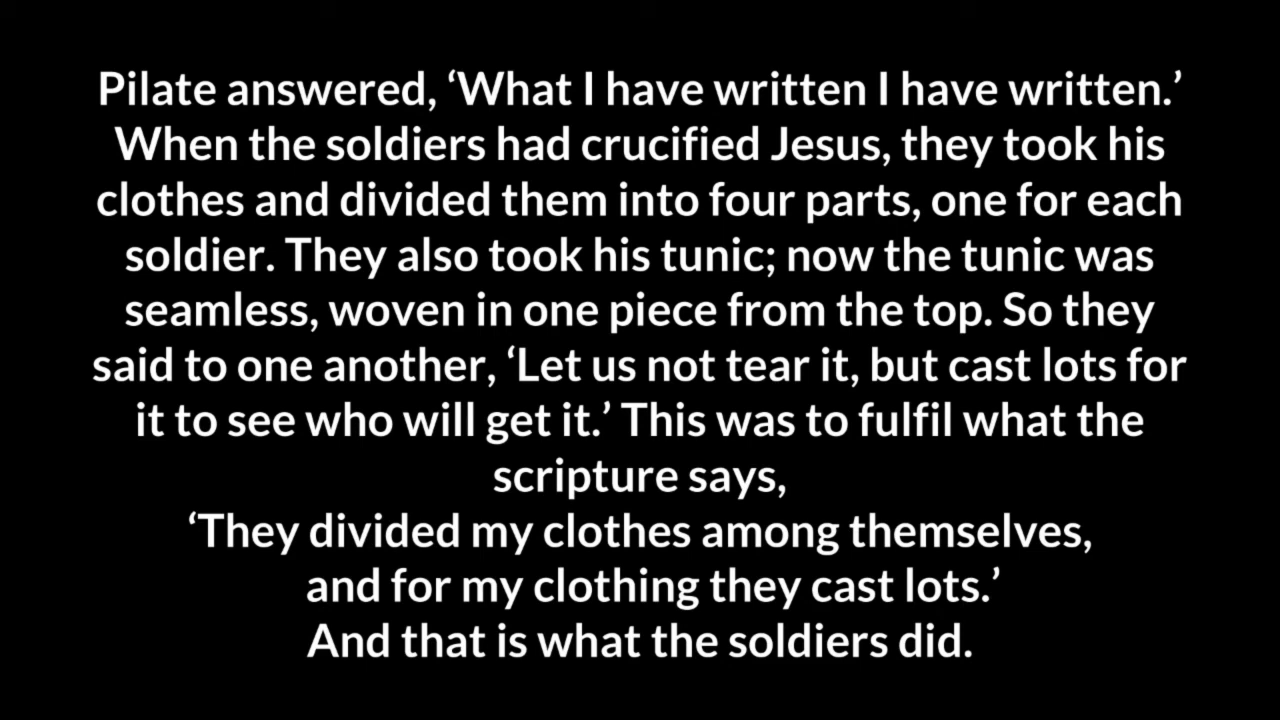 Pilate answered, ‘What I have written I have written.’
When the soldiers had crucified Jesus, they took his
clothes and divided them into four parts, one for each
soldier. They also took his tunic; now the tunic was
seamless, woven in one piece from the top. So they
said to one another, ‘Let us not tear it, but cast lots for
it to see who will get it.’ This was to fulfil what the
scripture says,
‘They divided my clothes among themselves,
and for my clothing they cast lots.’
And that is what the soldiers did.